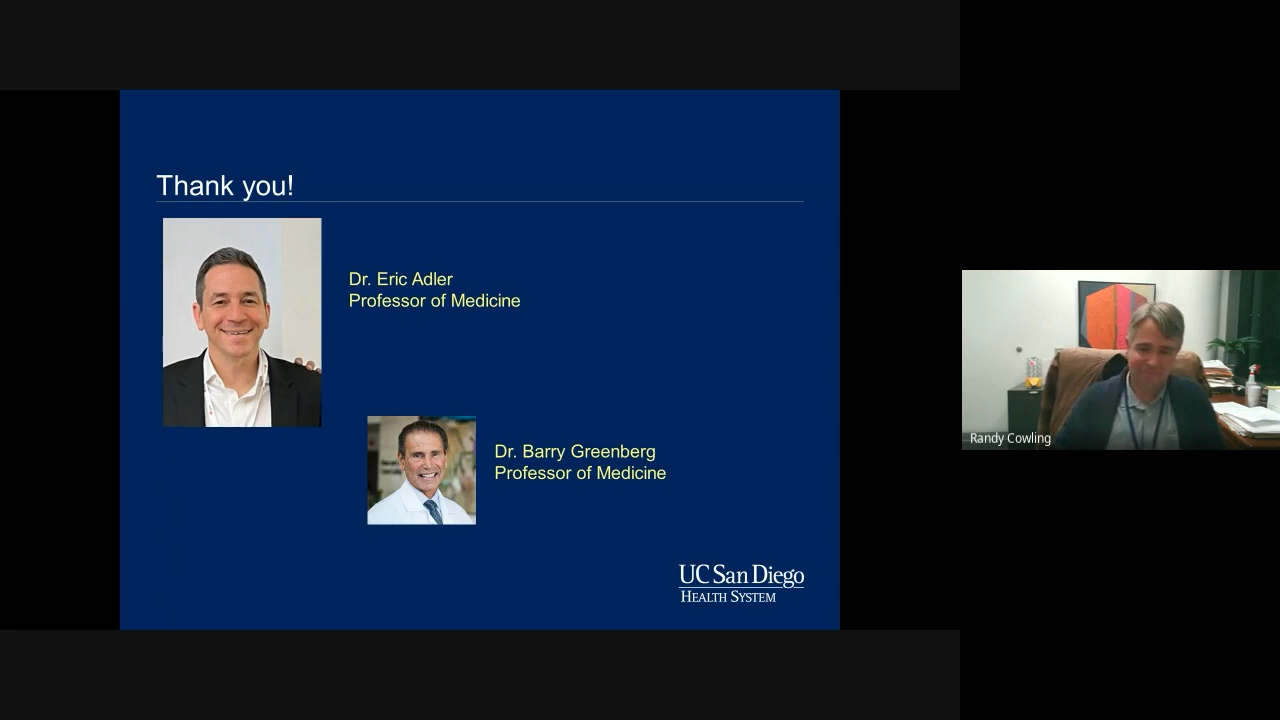 Thank you!
Dr. Eric Adler
Professor of Medicine
Dr. Barry Greenberg
Professor of Medicine
UC San Diego
HEALTH SYSTEM
Randy Cowling